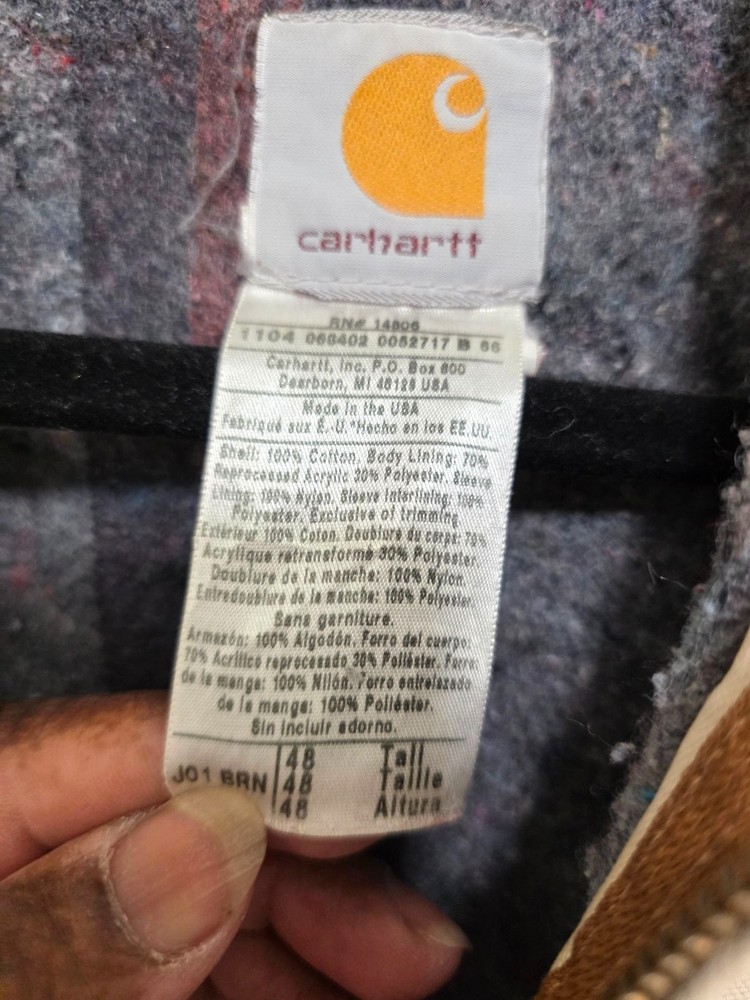 carhartt
RN# 14806
1104 068402 0052717 B 66
Carhartt, Inc. P.O. Box 600
Dearborn, MI 48126 USA
Made in the USA
Fabriqué aux É.-U.*Hecho en los EE.UU.
Shell: 100% Cotton. Body Lining: 70%
Reprocessed Acrylic 30% Polyester. Sleeve
Lining: 100% Nylon. Sleeve Interlining: 100%
Polyester. Exclusive of trimming
Extérieur 100% Coton. Doublure du corps: 70%
Acrylique retransformé 30% Polyester.
Doublure de la manche: 100% Nylon.
Entredoublure de la manche: 100% Polyester.
Sans garniture.
Armazón: 100% Algodón. Forro del cuerpo:
70% Acrílico reprocesado 30% Poliéster. Forro
de la manga: 100% Nilón. Forro entrelazado
de la manga: 100% Poliéster.
Sin incluir adorno.
J01 BRN
48 Tall
48 Taille
48 Altura